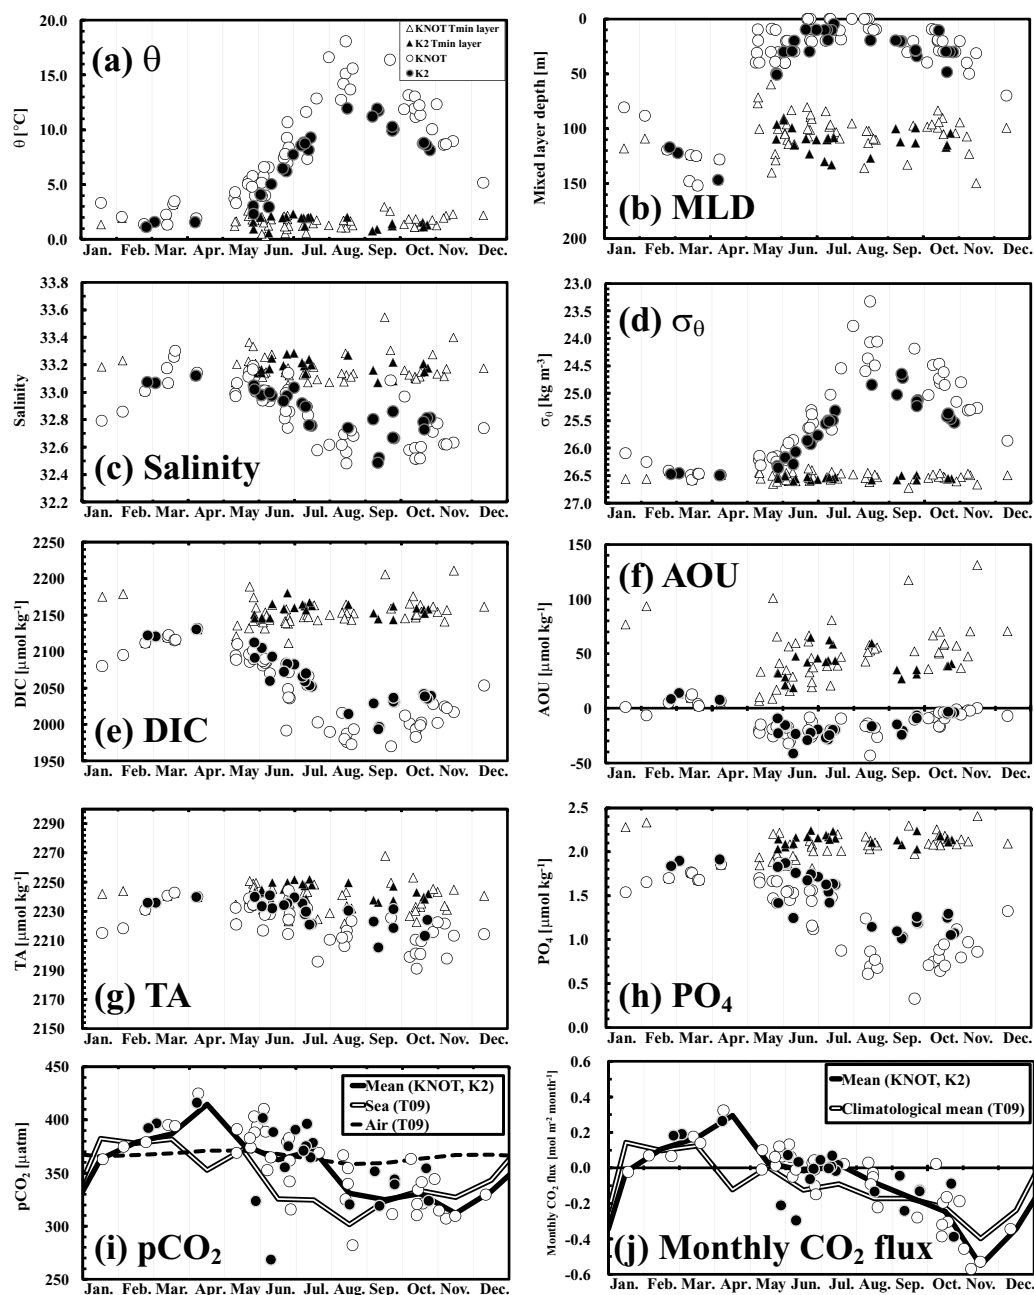 (a) θ
△ KNOT Tmin layer
▲ K2 Tmin layer
○ KNOT
● K2
θ [°C]
20.0
15.0
10.0
5.0
0.0
Jan. Feb. Mar. Apr. May Jun. Jul. Aug. Sep. Oct. Nov. Dec.
(b) MLD
Mixed layer depth [m]
0
50
100
150
200
Jan. Feb. Mar. Apr. May Jun. Jul. Aug. Sep. Oct. Nov. Dec.
(c) Salinity
Salinity
33.8
33.6
33.4
33.2
33.0
32.8
32.6
32.4
32.2
Jan. Feb. Mar. Apr. May Jun. Jul. Aug. Sep. Oct. Nov. Dec.
(d) σθ
σθ [kg m-3]
23.0
23.5
24.0
24.5
25.0
25.5
26.0
26.5
27.0
Jan. Feb. Mar. Apr. May Jun. Jul. Aug. Sep. Oct. Nov. Dec.
(e) DIC
DIC [μmol kg-1]
2250
2200
2150
2100
2050
2000
1950
Jan. Feb. Mar. Apr. May Jun. Jul. Aug. Sep. Oct. Nov. Dec.
(f) AOU
AOU [μmol kg-1]
150
100
50
0
-50
Jan. Feb. Mar. Apr. May Jun. Jul. Aug. Sep. Oct. Nov. Dec.
(g) TA
TA [μmol kg-1]
2290
2270
2250
2230
2210
2190
2170
2150
Jan. Feb. Mar. Apr. May Jun. Jul. Aug. Sep. Oct. Nov. Dec.
(h) PO4
PO4 [μmol kg-1]
2.5
2.0
1.5
1.0
0.5
0.0
Jan. Feb. Mar. Apr. May Jun. Jul. Aug. Sep. Oct. Nov. Dec.
(i) pCO2
Mean (KNOT, K2)
Sea (T09)
Air (T09)
pCO2 [μatm]
450
400
350
300
250
Jan. Feb. Mar. Apr. May Jun. Jul. Aug. Sep. Oct. Nov. Dec.
(j) Monthly CO2 flux
Mean (KNOT, K2)
Climatological mean (T09)
Monthly CO2 flux [mol m-2 month-1]
0.6
0.4
0.2
0.0
-0.2
-0.4
-0.6
Jan. Feb. Mar. Apr. May Jun. Jul. Aug. Sep. Oct. Nov. Dec.